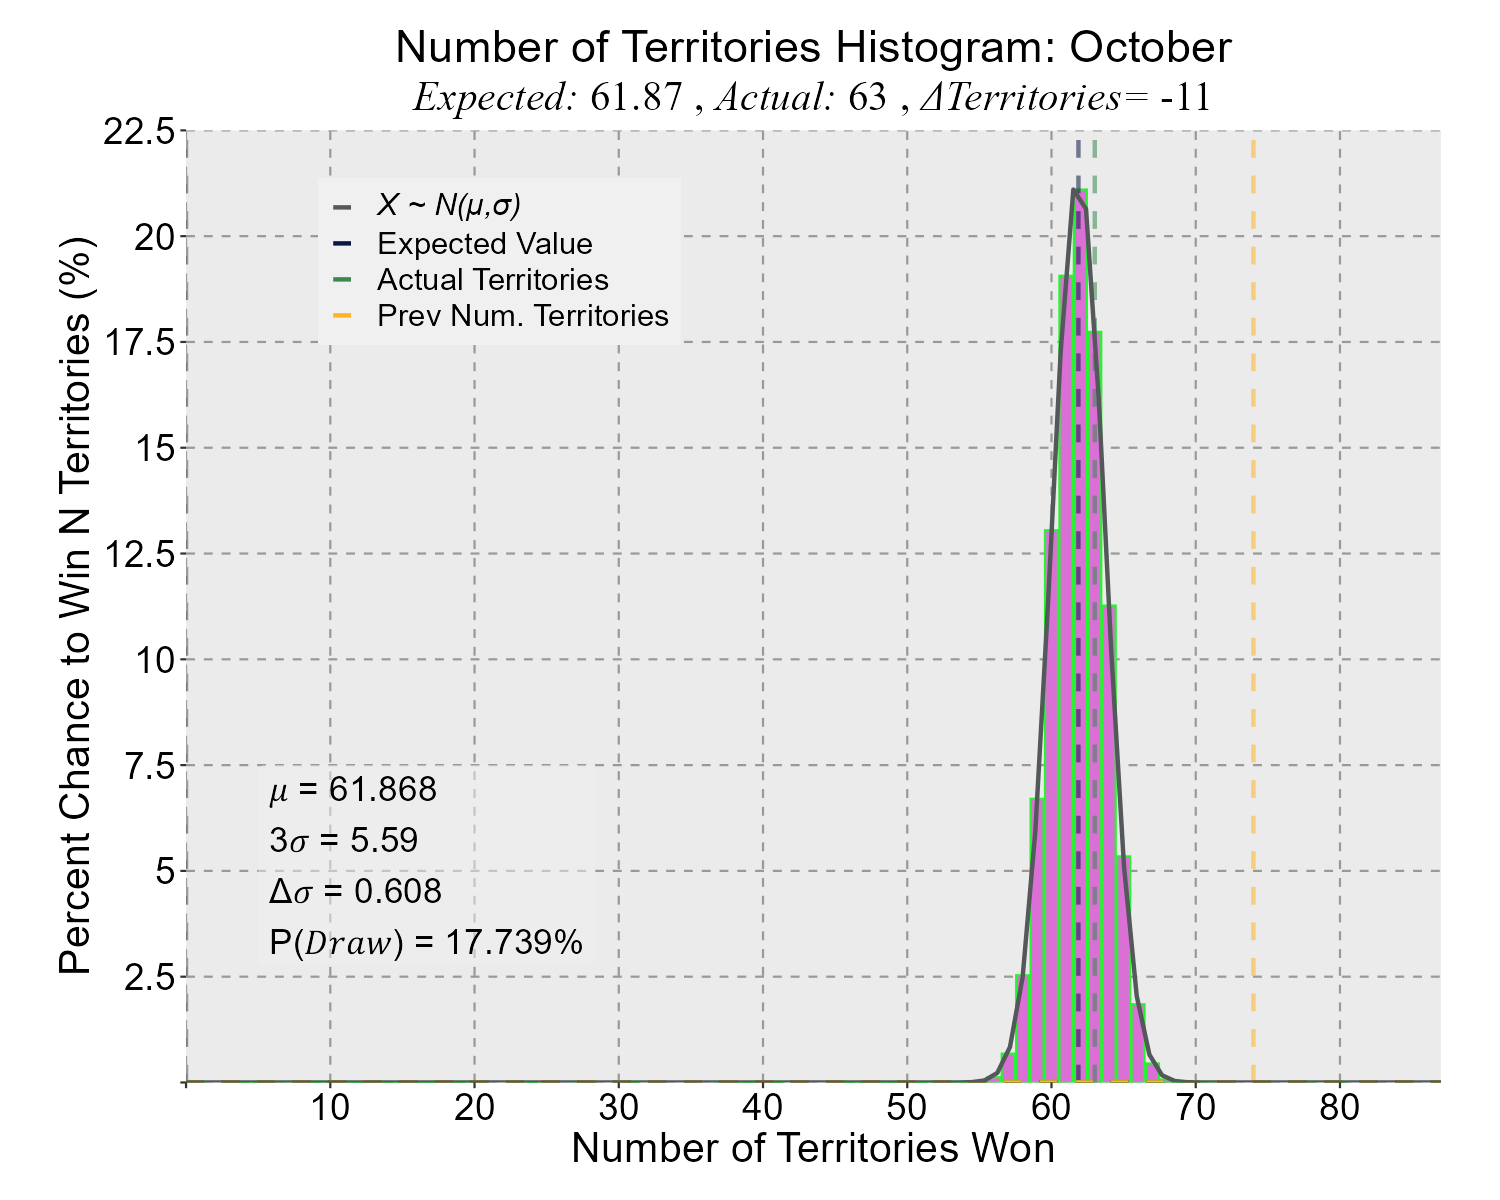 Number of Territories Histogram: October
Expected: 61.87 , Actual: 63 , ΔTerritories= -11
22.5
20
17.5
15
12.5
10
7.5
5
2.5
Percent Chance to Win N Territories (%)
X ~ N(μ,σ)
Expected Value
Actual Territories
Prev Num. Territories
μ = 61.868
3σ = 5.59
Δσ = 0.608
P(Draw) = 17.739%
10 20 30 40 50 60 70 80
Number of Territories Won